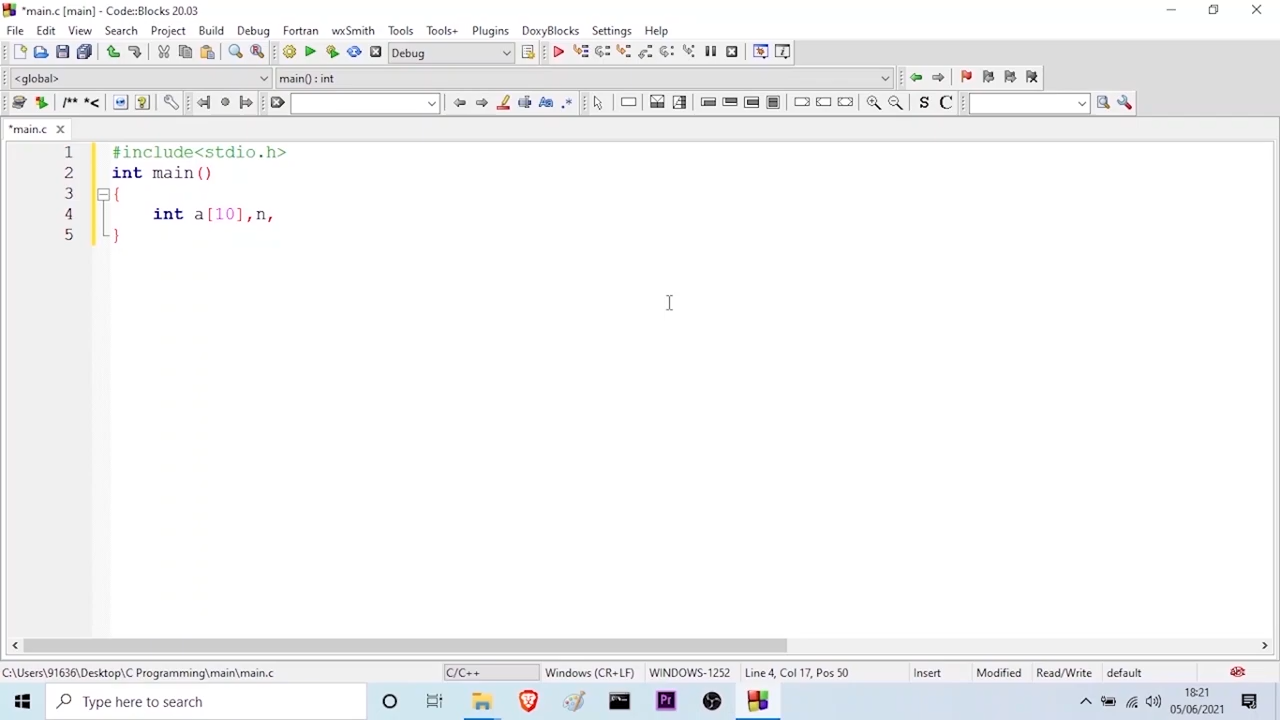 *main.c [main] - Code::Blocks 20.03
File Edit View Search Project Build Debug Fortran wxSmith Tools Tools+ Plugins DoxyBlocks Settings Help
Debug
<global> main() : int
/** *< S C
*main.c
1 #include<stdio.h>
2 int main()
3 {
4 int a[10],n,
5 }
C:\Users\91636\Desktop\C Programming\main\main.c C/C++ Windows (CR+LF) WINDOWS-1252 Line 4, Col 17, Pos 50 Insert Modified Read/Write default
Type here to search Pr 18:21
05/06/2021